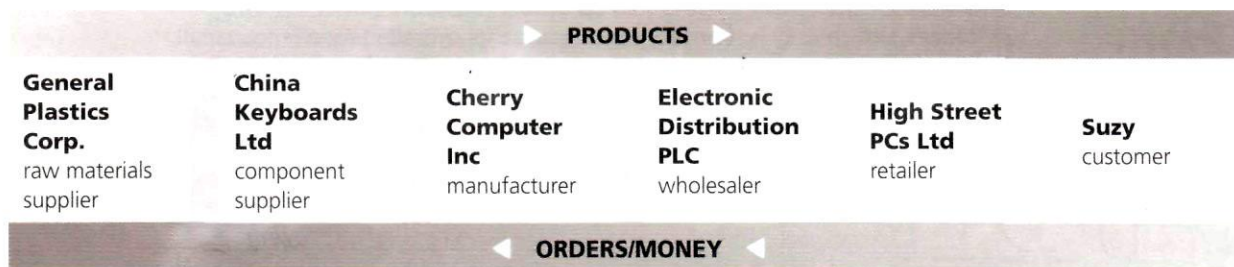 PRODUCTS
General
Plastics
Corp.
raw materials
supplier
China
Keyboards
Ltd
component
supplier
Cherry
Computer
Inc
manufacturer
Electronic
Distribution
PLC
wholesaler
High Street
PCs Ltd
retailer
Suzy
customer
ORDERS/MONEY